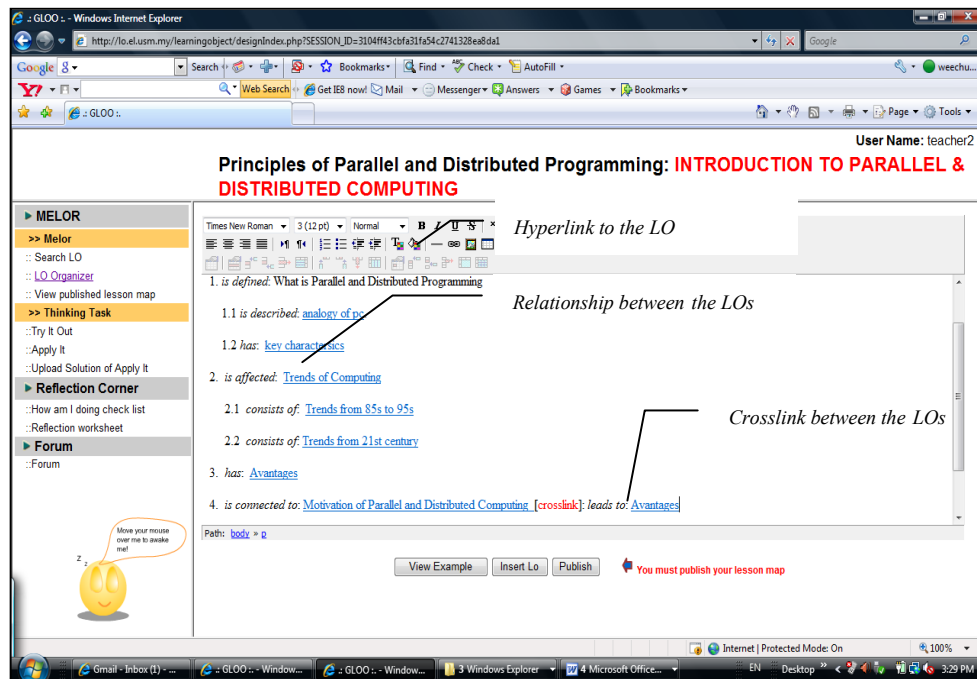 .: GLOO :. - Windows Internet Explorer
http://lo.el.usm.my/learningobject/designIndex.php?SESSION_ID=3104ff43cbfa31fa54c2741328ea8da1
Google
Google Search Bookmarks Find Check AutoFill weechu...
Y! Web Search Get IE8 now! Mail Messenger Answers Games Bookmarks
.: GLOO :. Page Tools
User Name: teacher2
Principles of Parallel and Distributed Programming: INTRODUCTION TO PARALLEL &
DISTRIBUTED COMPUTING
MELOR
>> Melor
:: Search LO
:: LO Organizer
:: View published lesson map
>> Thinking Task
::Try It Out
::Apply It
::Upload Solution of Apply It
Reflection Corner
::How am I doing check list
::Reflection worksheet
Forum
::Forum
Move your mouse
over me to awake
me!
z z
Times New Roman 3 (12 pt) Normal B I U S
Hyperlink to the LO
1. is defined: What is Parallel and Distributed Programming
Relationship between the LOs
1.1 is described: analogy of pc
1.2 has: key charactersics
2. is affected: Trends of Computing
2.1 consists of: Trends from 85s to 95s
Crosslink between the LOs
2.2 consists of: Trends from 21st century
3. has: Avantages
4. is connected to: Motivation of Parallel and Distributed Computing [crosslink]: leads to: Avantages
Path: body » p
View Example Insert Lo Publish You must publish your lesson map
Internet | Protected Mode: On 100%
Gmail - Inbox (1) - ... .: GLOO :. - Window... .: GLOO :. - Window... 3 Windows Explorer 4 Microsoft Office... EN Desktop » 3:29 PM